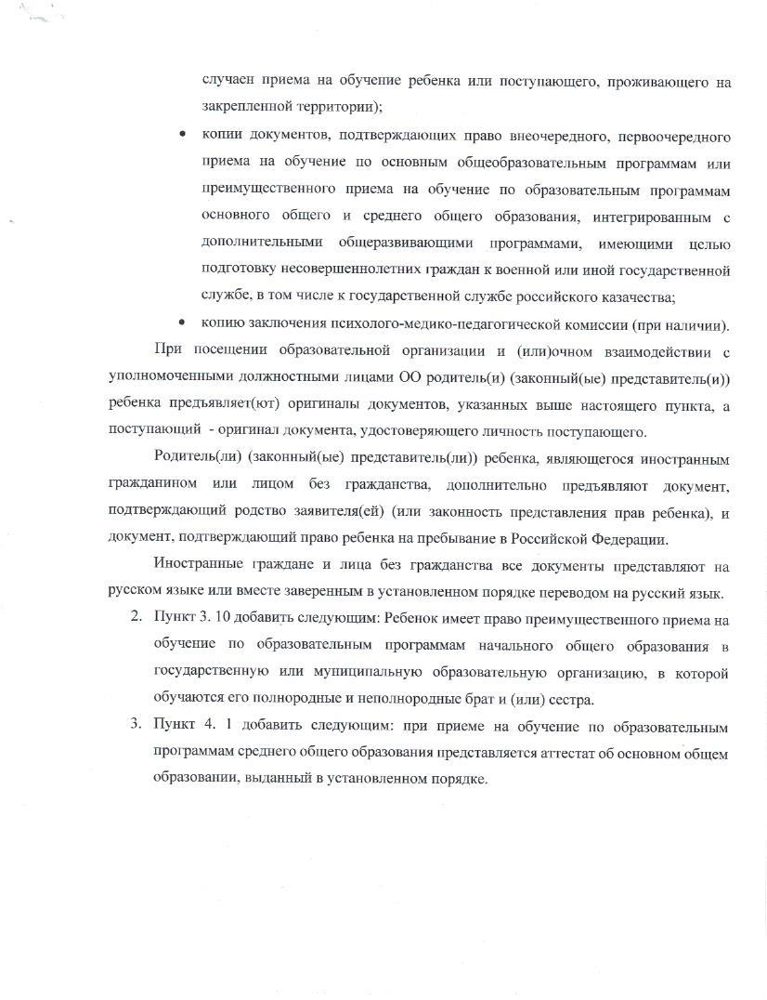 случаен приема на обучение ребенка или поступающего, проживающего на
закрепленной территории);
• копии документов, подтверждающих право внеочередного, первоочередного
приема на обучение по основным общеобразовательным программам или
преимущественного приема на обучение по образовательным программам
основного общего и среднего общего образования, интегрированным с
дополнительными общеразвивающими программами, имеющими целью
подготовку несовершеннолетних граждан к военной или иной государственной
службе, в том числе к государственной службе российского казачества;
• копию заключения психолого-медико-педагогической комиссии (при наличии).
При посещении образовательной организации и (или)очном взаимодействии с
уполномоченными должностными лицами ОО родитель(и) (законный(ые) представитель(и))
ребенка предъявляет(ют) оригиналы документов, указанных выше настоящего пункта, а
поступающий - оригинал документа, удостоверяющего личность поступающего.
Родитель(ли) (законный(ые) представитель(ли)) ребенка, являющегося иностранным
гражданином или лицом без гражданства, дополнительно предъявляют документ,
подтверждающий родство заявителя(ей) (или законность представления прав ребенка), и
документ, подтверждающий право ребенка на пребывание в Российской Федерации.
Иностранные граждане и лица без гражданства все документы представляют на
русском языке или вместе заверенным в установленном порядке переводом на русский язык.
2. Пункт 3. 10 добавить следующим: Ребенок имеет право преимущественного приема на
обучение по образовательным программам начального общего образования в
государственную или муниципальную образовательную организацию, в которой
обучаются его полнородные и неполнородные брат и (или) сестра.
3. Пункт 4. 1 добавить следующим: при приеме на обучение по образовательным
программам среднего общего образования представляется аттестат об основном общем
образовании, выданный в установленном порядке.